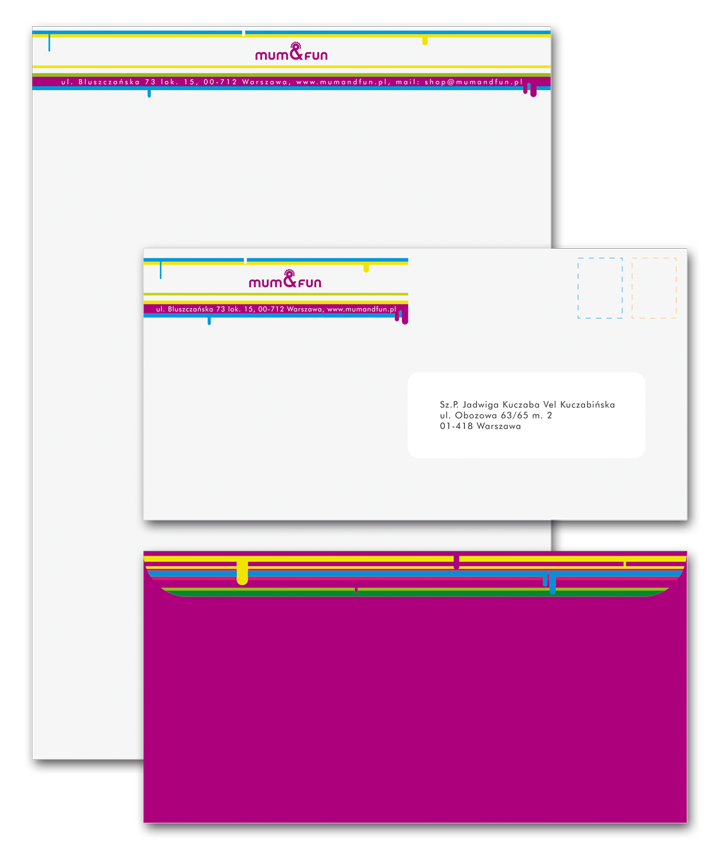 mum&fun
ul. Bluszczańska 73 lok. 15, 00-712 Warszawa, www.mumandfun.pl, mail: shop@mumandfun.pl
mum&fun
ul. Bluszczańska 73 lok. 15, 00-712 Warszawa, www.mumandfun.pl
Sz.P. Jadwiga Kuczaba Vel Kuczabińska
ul. Obozowa 63/65 m. 2
01-418 Warszawa